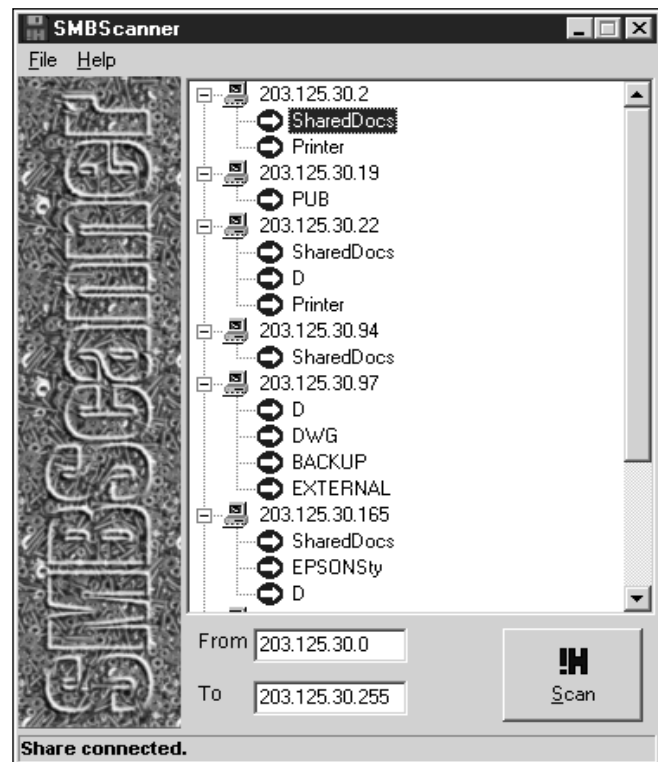 SMBScanner
File Help
SMBScanner
203.125.30.2
SharedDocs
Printer
203.125.30.19
PUB
203.125.30.22
SharedDocs
D
Printer
203.125.30.94
SharedDocs
203.125.30.97
D
DWG
BACKUP
EXTERNAL
203.125.30.165
SharedDocs
EPSONSty
D
From 203.125.30.0
To 203.125.30.255
!H
Scan
Share connected.